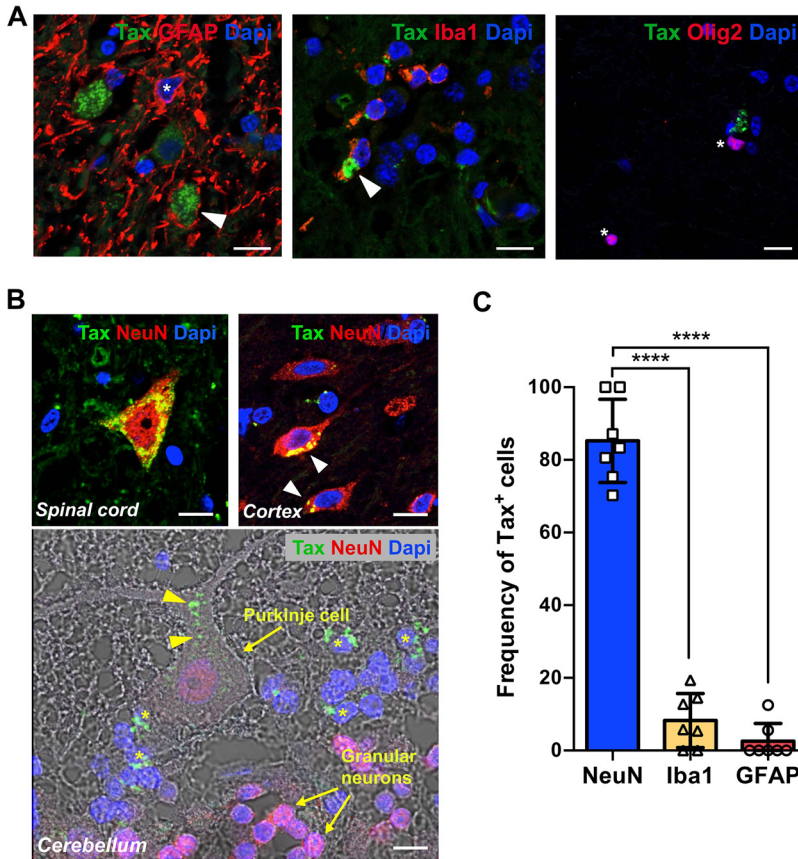 A
Tax GFAP Dapi
*
Tax Iba1 Dapi
Tax Olig2 Dapi
*
*
B
Tax NeuN Dapi
Spinal cord
Tax NeuN Dapi
Cortex
Tax NeuN Dapi
Purkinje cell
*
*
*
*
*
Granular
neurons
Cerebellum
C
****
****
Frequency of Tax⁺ cells
100
80
60
40
20
0
NeuN
Iba1
GFAP